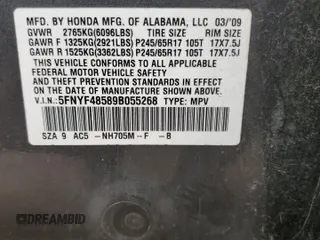 MFD. BY HONDA MFG. OF ALABAMA, LLC 03/'09
GVWR 2765KG(6096LBS) TIRE SIZE RIM SIZE
GAWR F 1325KG(2921LBS) P245/65R17 105T 17X7.5J
GAWR R 1525KG(3362LBS) P245/65R17 105T 17X7.5J
THIS VEHICLE CONFORMS TO ALL APPLICABLE
FEDERAL MOTOR VEHICLE SAFETY AND
THEFT PREVENTION STANDARDS IN EFFECT ON
THE DATE OF MANUFACTURE SHOWN ABOVE.
V.I.N.: 5FNYF48589B055268 TYPE: MPV
SZA 9 AC5 -NH705M- F - B
DREAMBID